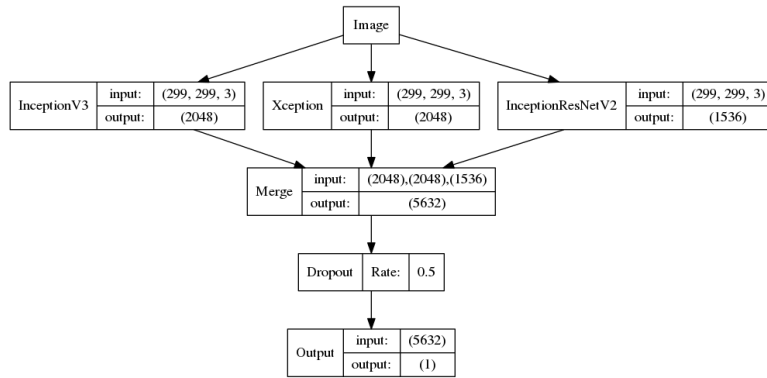 Image
InceptionV3
input: (299, 299, 3)
output: (2048)
Xception
input: (299, 299, 3)
output: (2048)
InceptionResNetV2
input: (299, 299, 3)
output: (1536)
Merge
input: (2048),(2048),(1536)
output: (5632)
Dropout Rate: 0.5
Output
input: (5632)
output: (1)